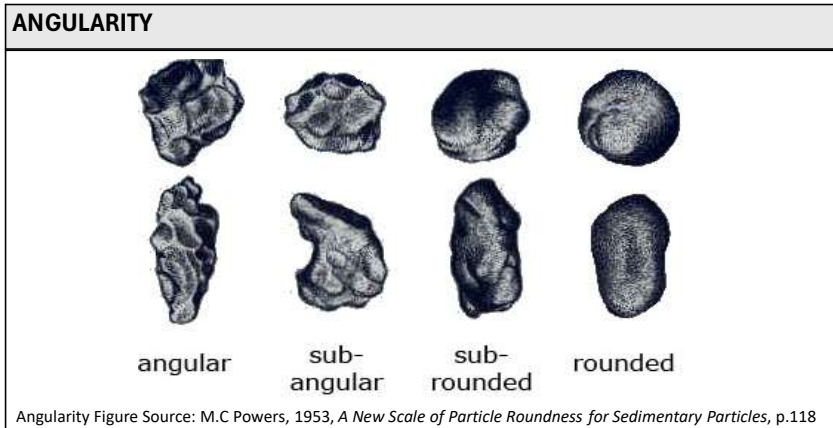 ANGULARITY
angular
sub-
angular
sub-
rounded
rounded
Angularity Figure Source: M.C Powers, 1953, A New Scale of Particle Roundness for Sedimentary Particles, p.118